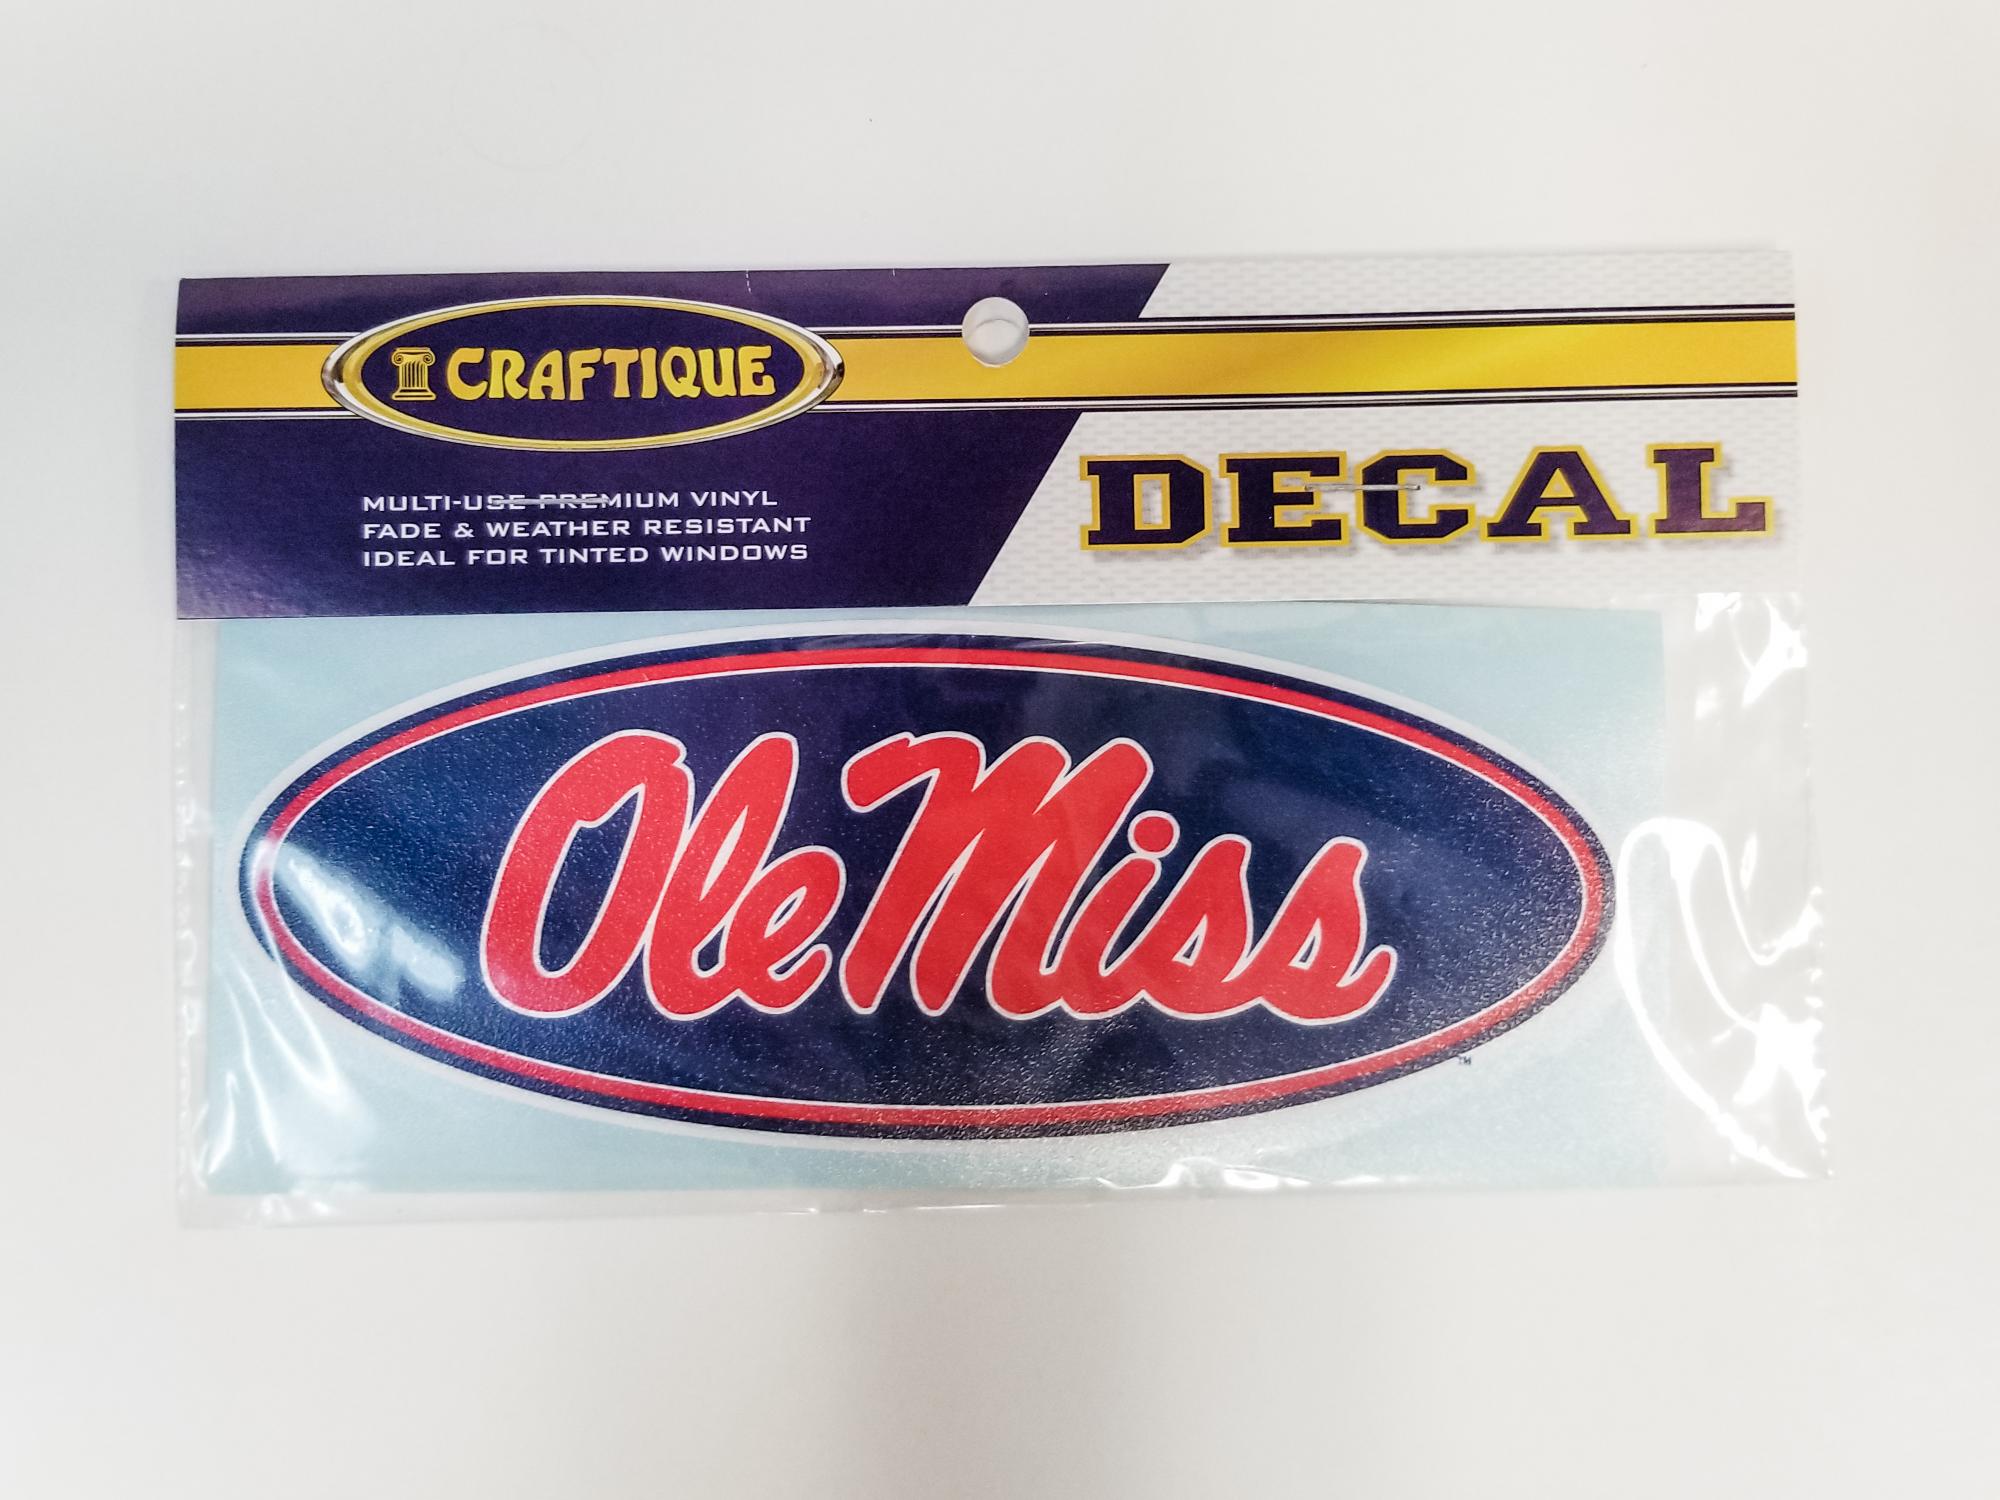 CRAFTIQUE
DECAL
MULTI-USE PREMIUM VINYL
FADE & WEATHER RESISTANT
IDEAL FOR TINTED WINDOWS
Ole Miss
TM